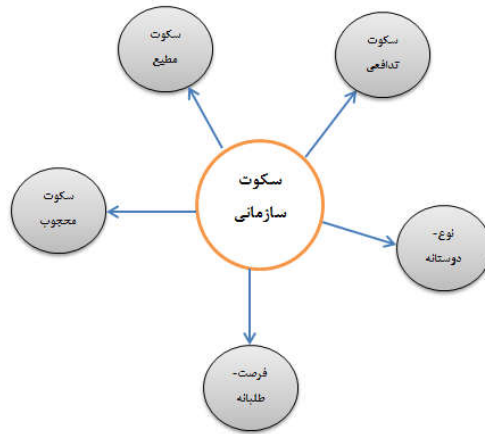 سکوت
مطیع
سکوت
تدافعی
سکوت
سازمانی
سکوت
محجوب
نوع-
دوستانه
فرصت-
طلبانه